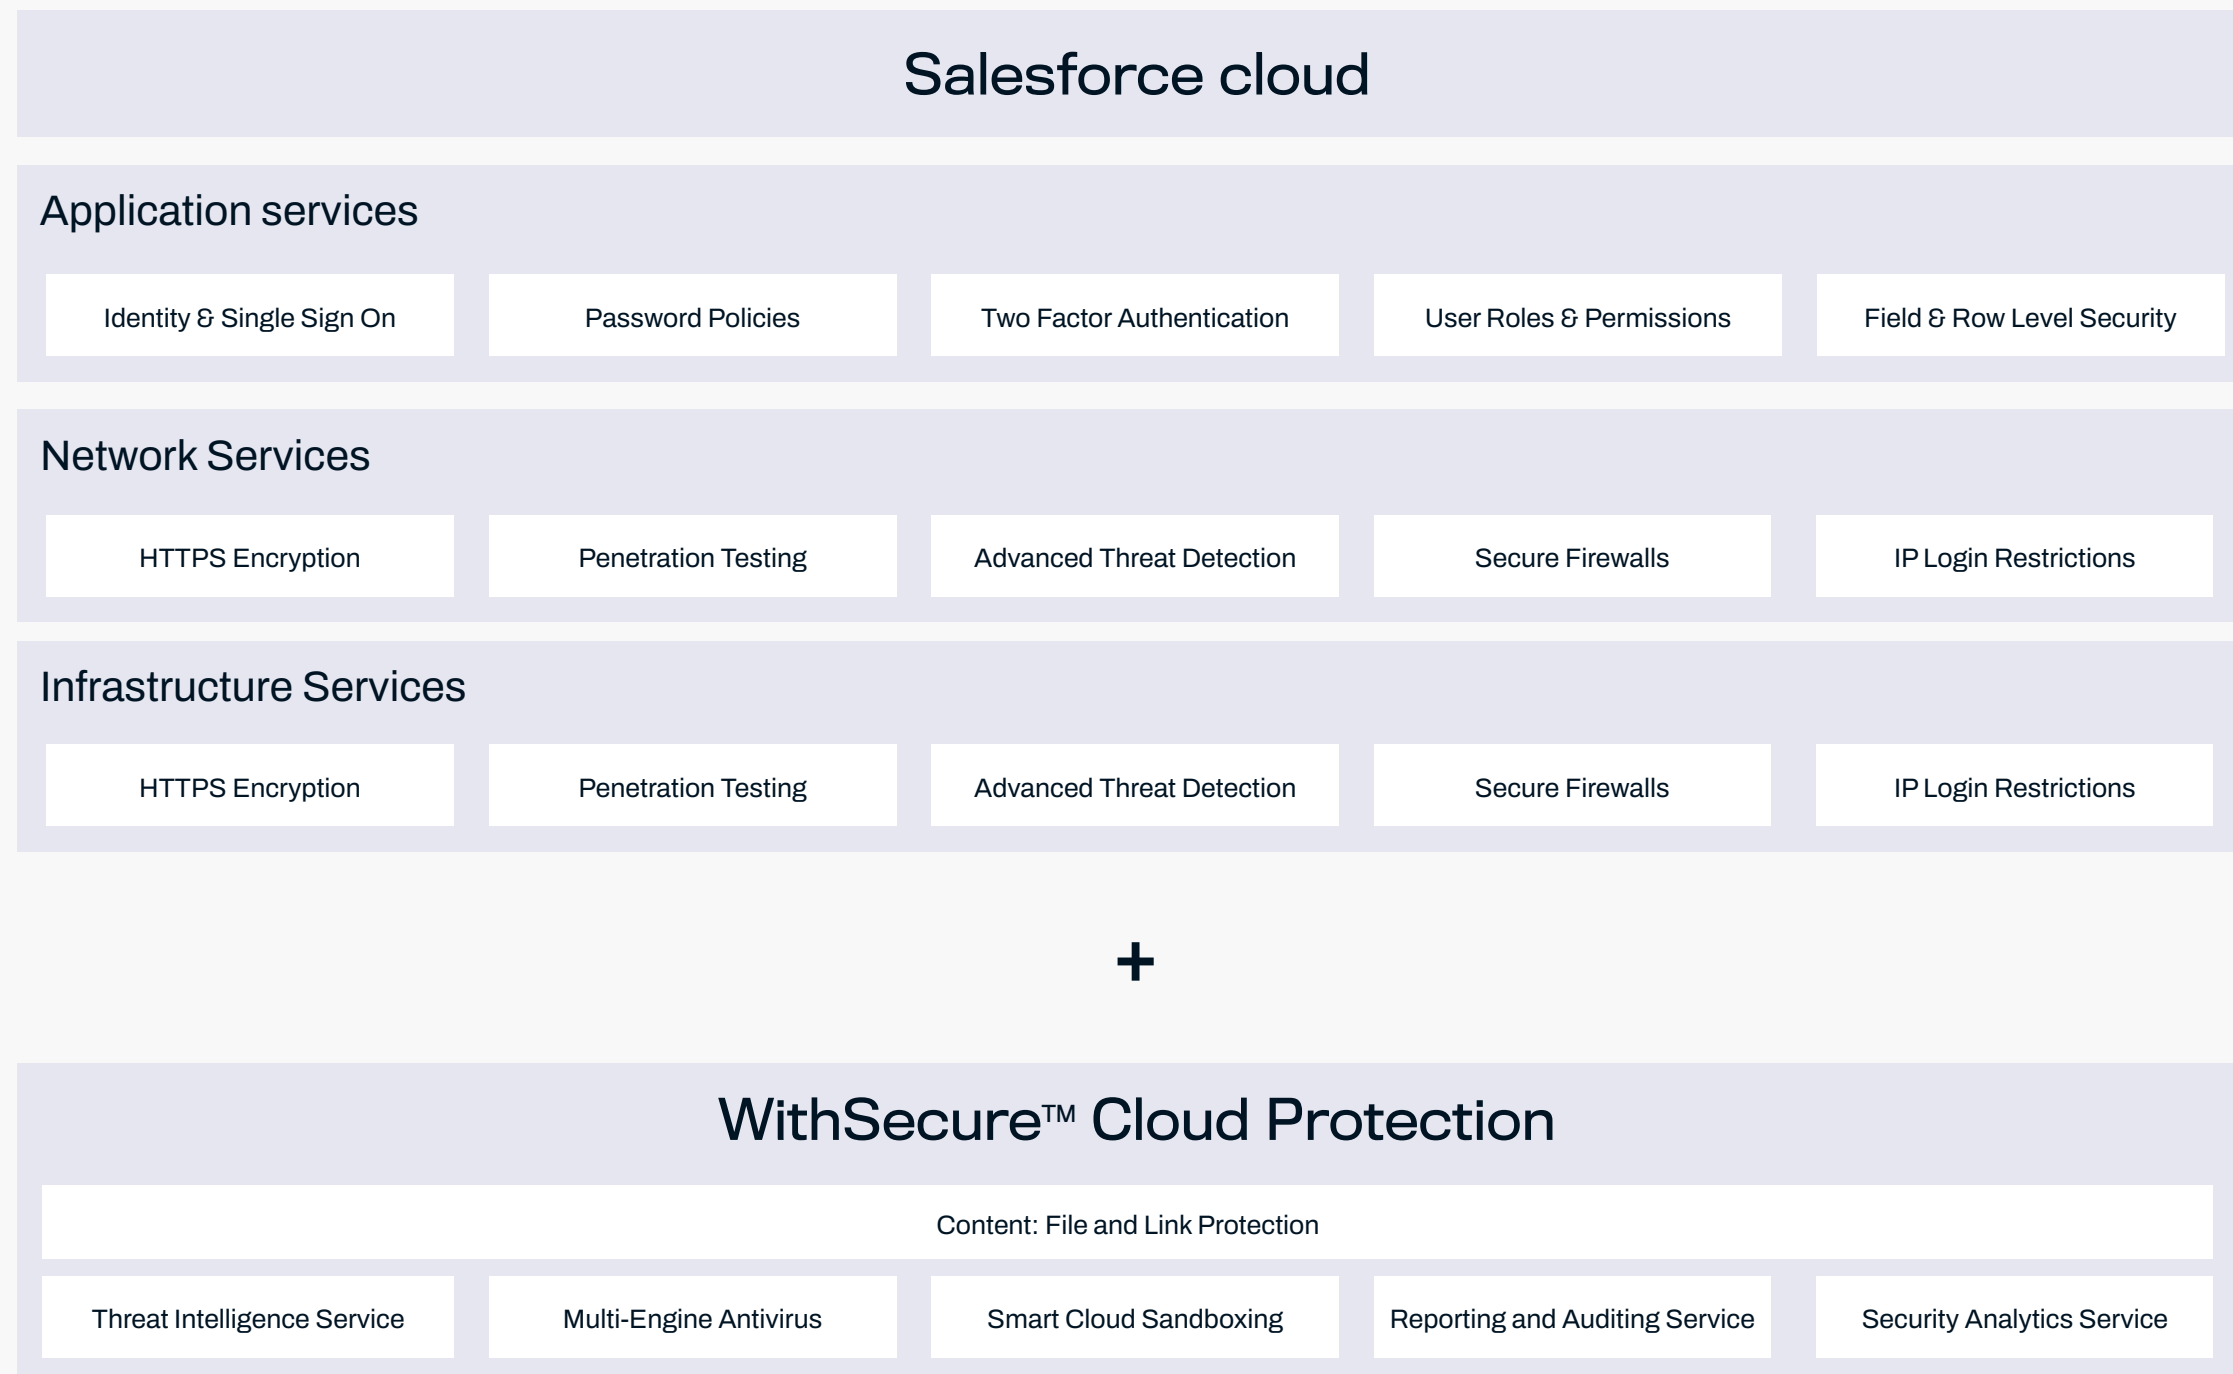 Salesforce cloud
Application services
Identity & Single Sign On
Password Policies
Two Factor Authentication
User Roles & Permissions
Field & Row Level Security
Network Services
HTTPS Encryption
Penetration Testing
Advanced Threat Detection
Secure Firewalls
IP Login Restrictions
Infrastructure Services
HTTPS Encryption
Penetration Testing
Advanced Threat Detection
Secure Firewalls
IP Login Restrictions
+
WithSecure™ Cloud Protection
Content: File and Link Protection
Threat Intelligence Service
Multi-Engine Antivirus
Smart Cloud Sandboxing
Reporting and Auditing Service
Security Analytics Service